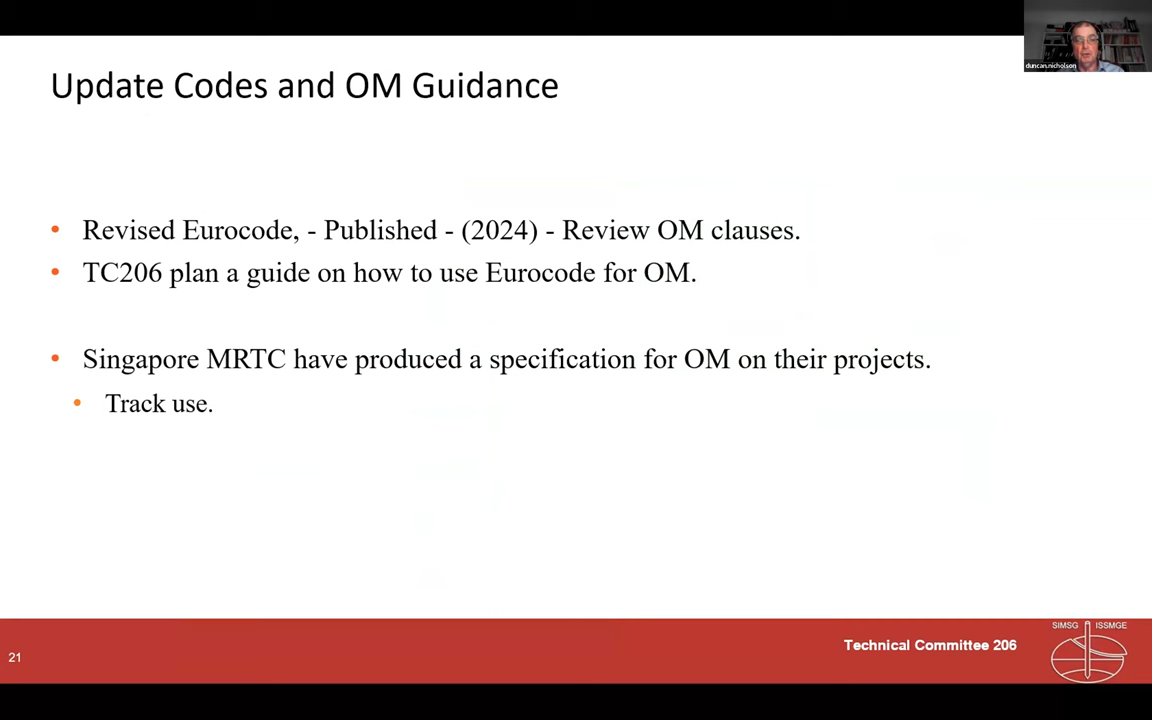 duncan.nicholson
Update Codes and OM Guidance
• Revised Eurocode, - Published - (2024) - Review OM clauses.
• TC206 plan a guide on how to use Eurocode for OM.
• Singapore MRTC have produced a specification for OM on their projects.
• Track use.
SIMSG ISSMGE
Technical Committee 206
21